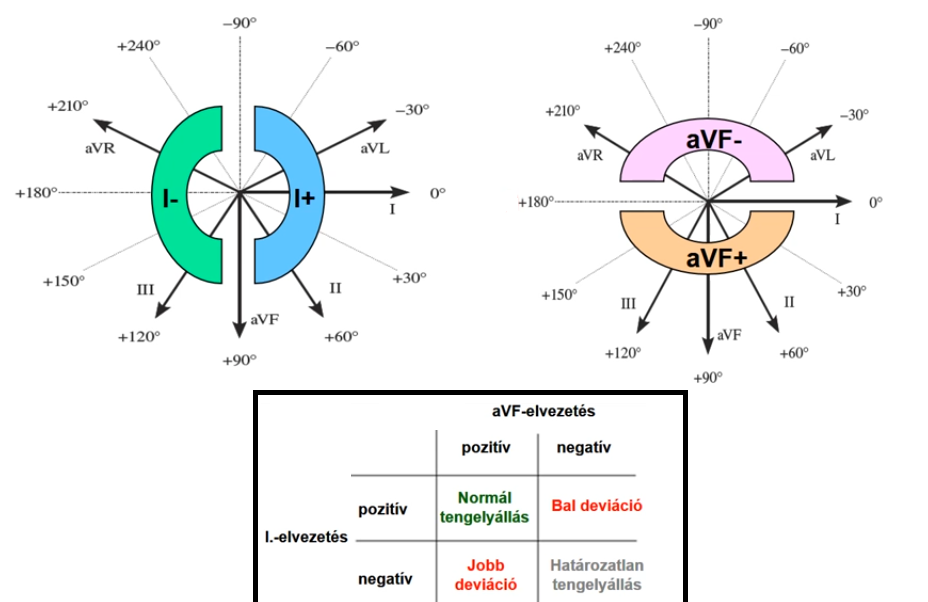 −90°
+240°
−60°
+210°
−30°
aVR
aVL
I-
I+
+180°
0°
I
+150°
+30°
III
II
aVF
+120°
+60°
+90°
−90°
+240°
−60°
+210°
−30°
aVF-
aVR
aVL
+180°
0°
I
aVF+
+150°
+30°
III
II
aVF
+120°
+60°
+90°
aVF-elvezetés
pozitív negatív
pozitív
Normál
tengelyállás
Bal deviáció
I.-elvezetés
negatív
Jobb
deviáció
Határozatlan
tengelyállás